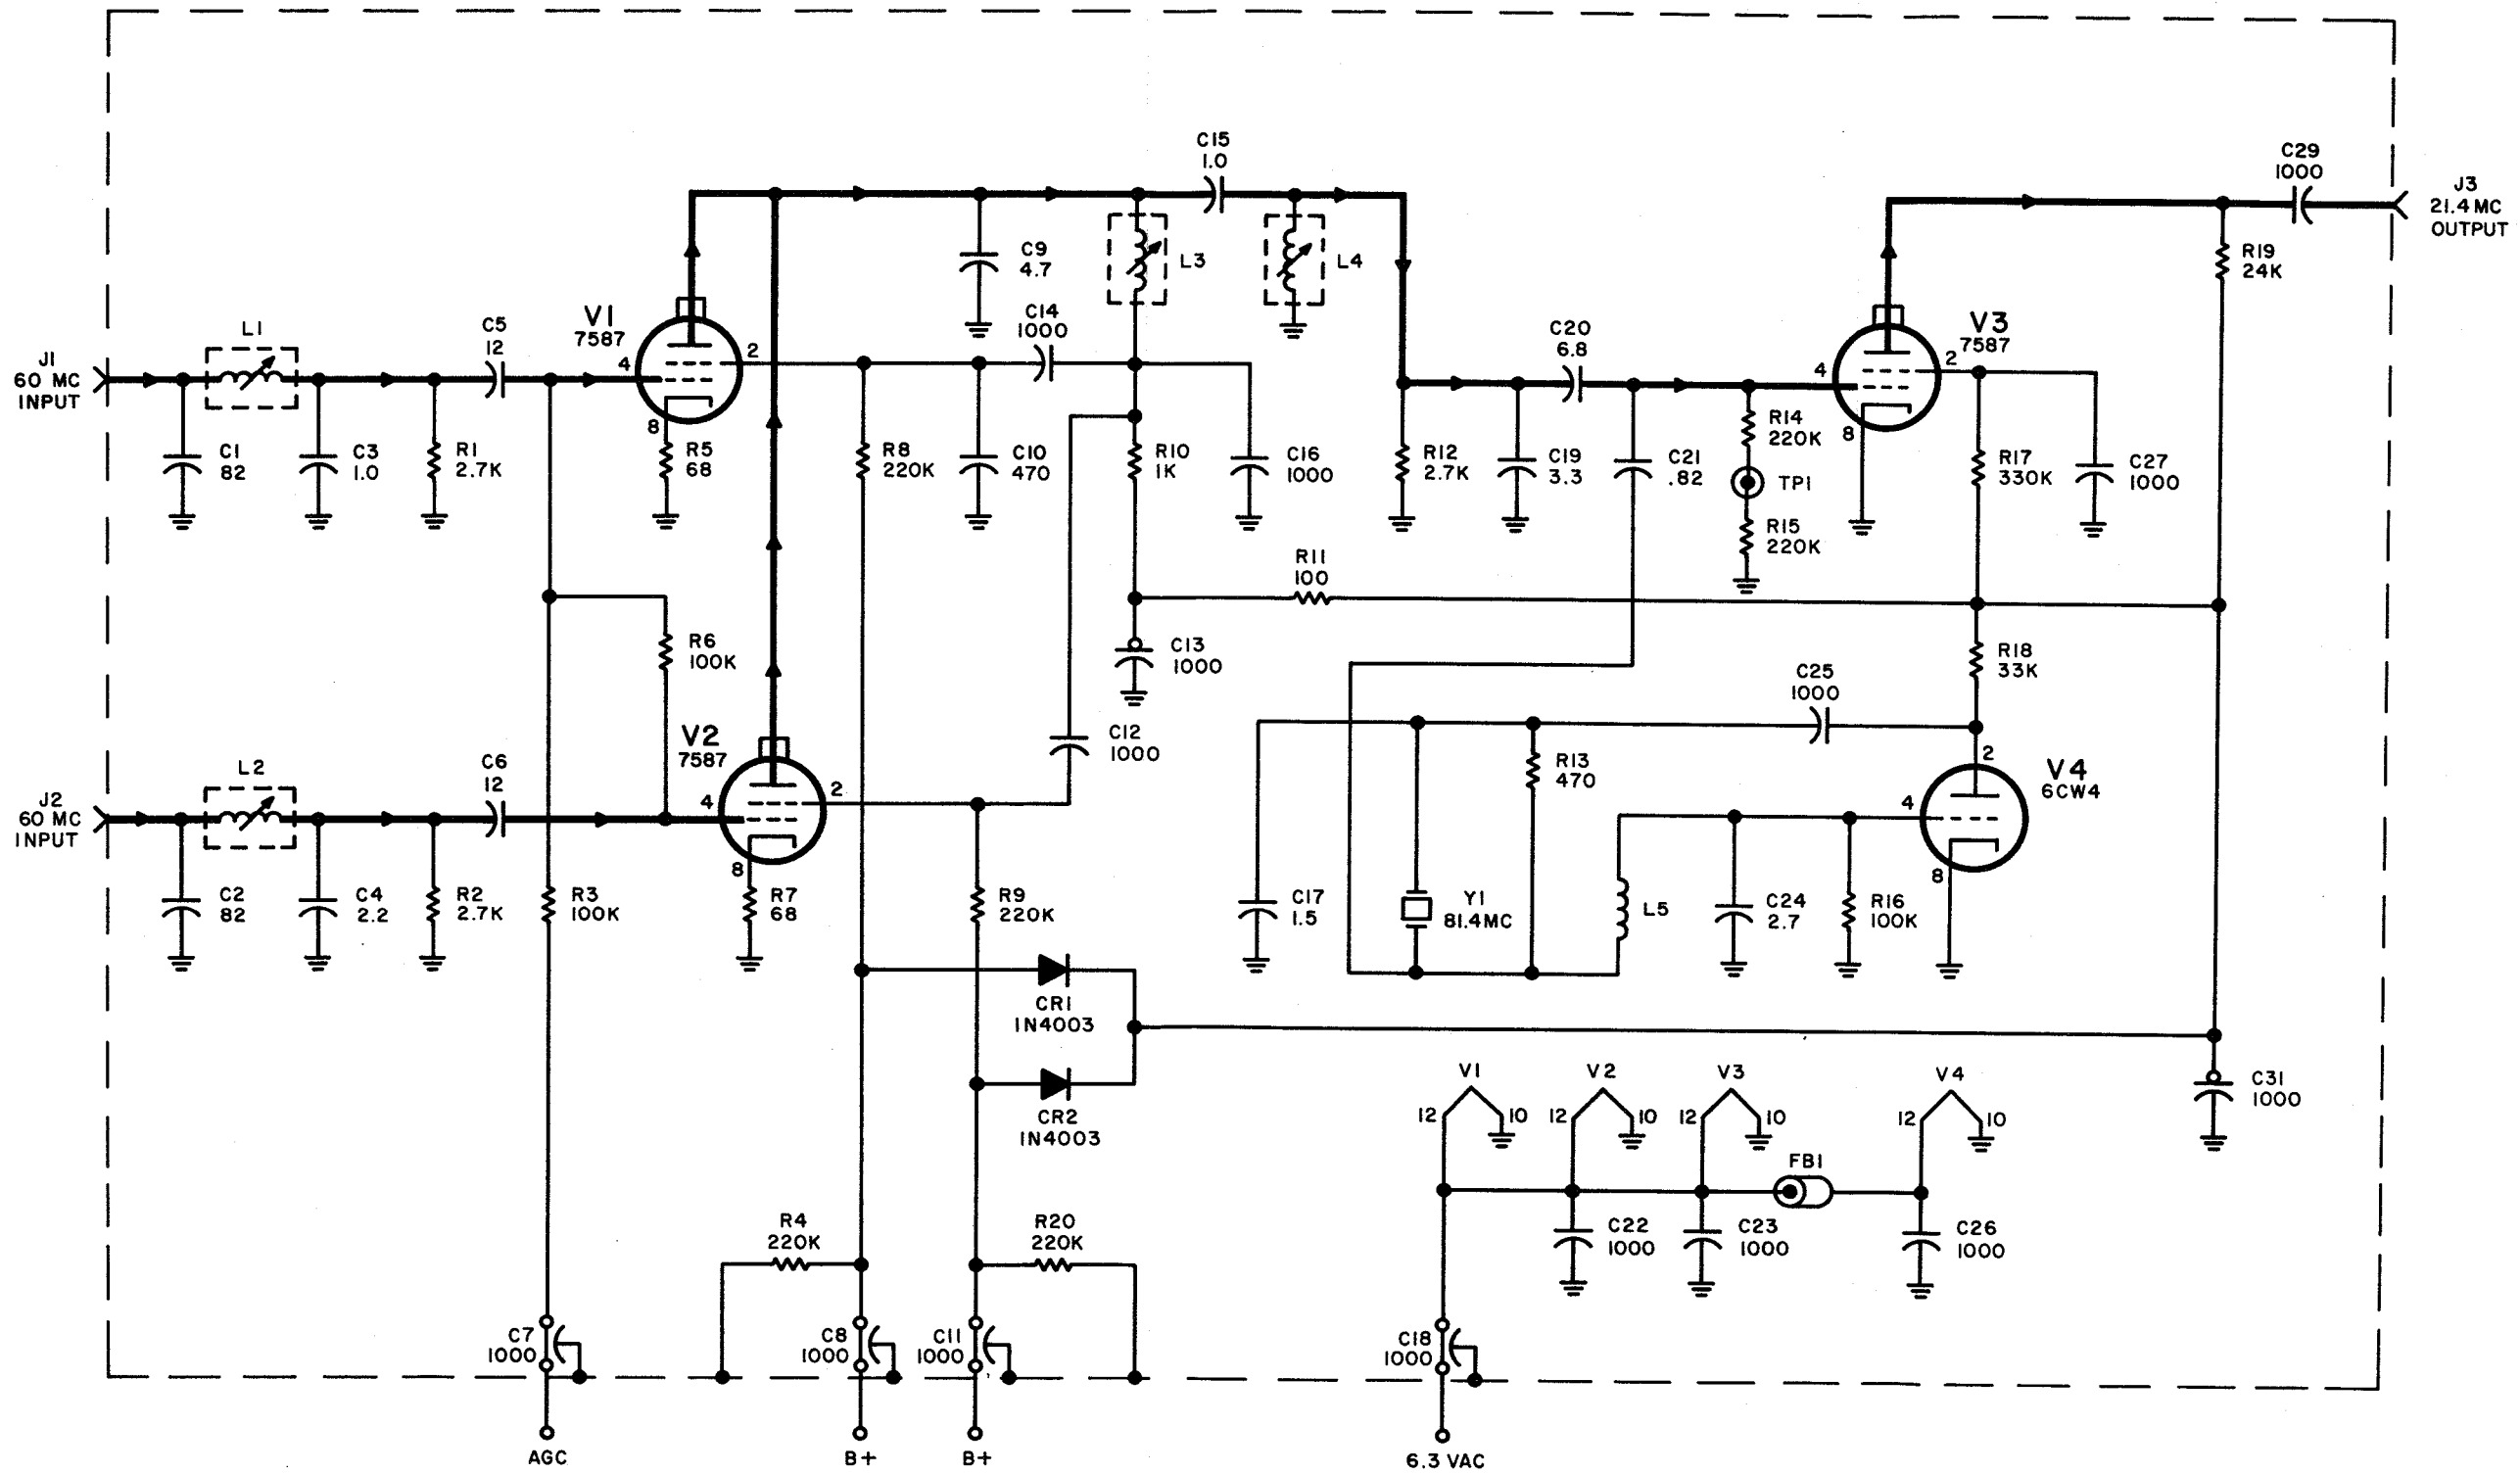 C15
1.0
C29
1000
J3
21.4 MC
OUTPUT
R19
24K
C9
4.7
L3
L4
L1
C5
12
V1
7587
C14
1000
C20
6.8
V3
7587
J1
60 MC
INPUT
4
2
8
4
2
8
C1
82
C3
1.0
R1
2.7K
R5
68
R8
220K
C10
470
R10
1K
C16
1000
R12
2.7K
C19
3.3
C21
.82
R14
220K
TP1
R15
220K
R17
330K
C27
1000
R11
100
R6
100K
C13
1000
R18
33K
C25
1000
V2
7587
C12
1000
L2
C6
12
R13
470
2
V4
6CW4
J2
60 MC
INPUT
4
2
8
4
8
C2
82
C4
2.2
R2
2.7K
R3
100K
R7
68
R9
220K
C17
1.5
Y1
81.4MC
L5
C24
2.7
R16
100K
CR1
1N4003
CR2
1N4003
V1
V2
V3
V4
12
10
12
10
12
10
12
10
C31
1000
FB1
R4
220K
R20
220K
C22
1000
C23
1000
C26
1000
C7
1000
C8
1000
C11
1000
C18
1000
AGC
B+
B+
6.3 VAC